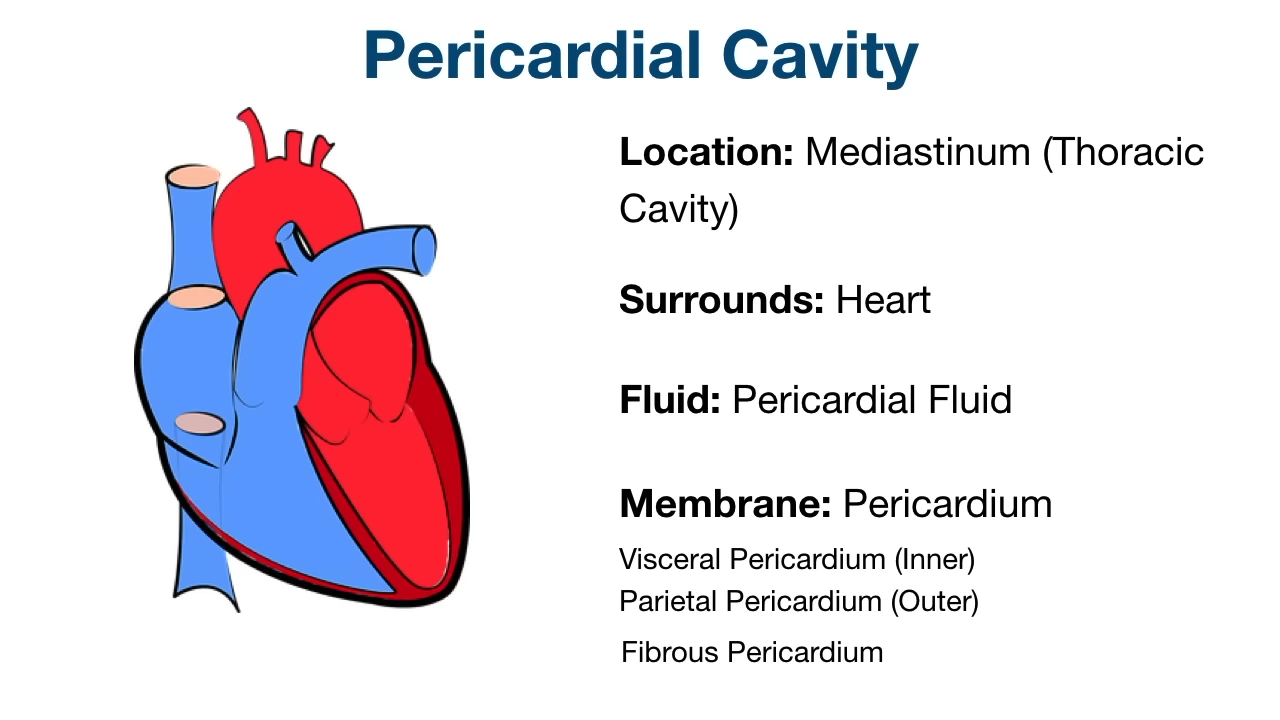 Pericardial Cavity
Location: Mediastinum (Thoracic
Cavity)
Surrounds: Heart
Fluid: Pericardial Fluid
Membrane: Pericardium
Visceral Pericardium (Inner)
Parietal Pericardium (Outer)
Fibrous Pericardium